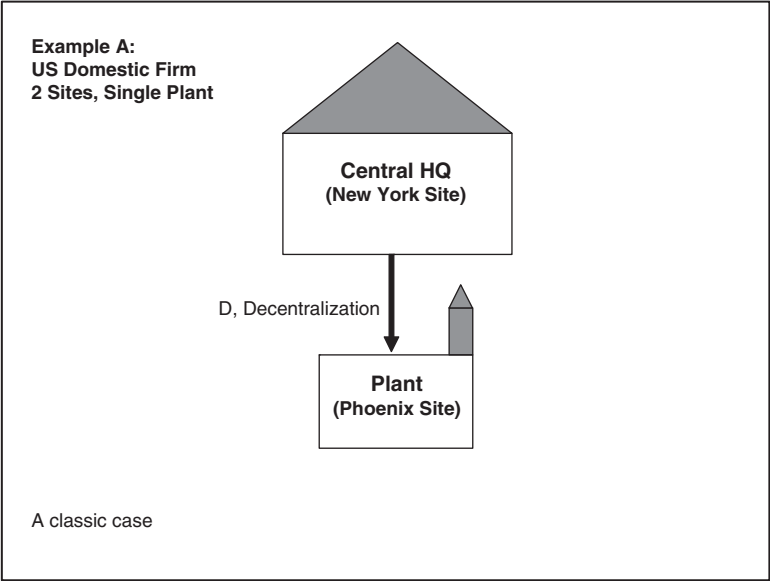 Example A:
US Domestic Firm
2 Sites, Single Plant
Central HQ
(New York Site)
D, Decentralization
Plant
(Phoenix Site)
A classic case